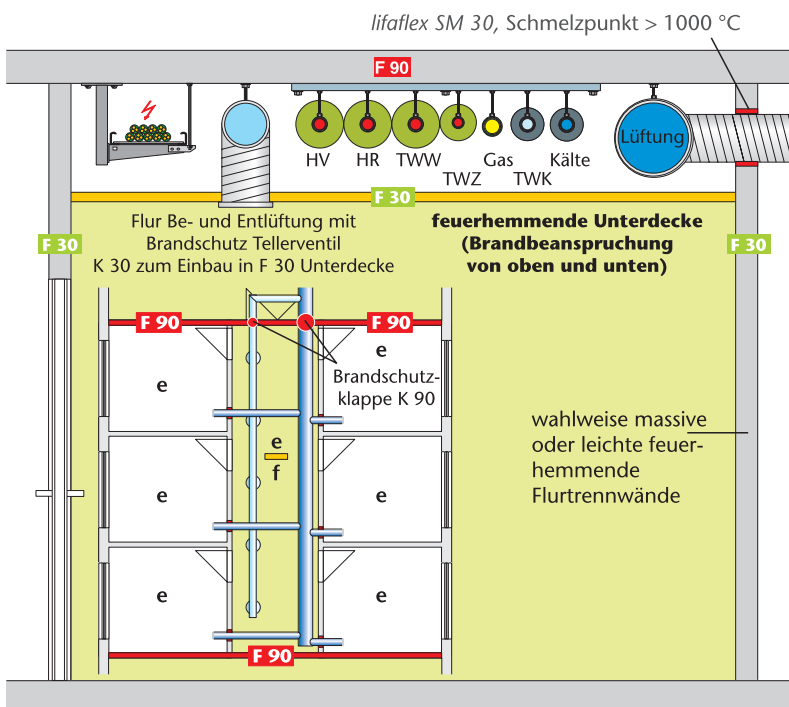 lifaflex SM 30, Schmelzpunkt > 1000 °C
F 90
Lüftung
HV HR TWW Gas Kälte
TWZ TWK
F 30
Flur Be- und Entlüftung mit
Brandschutz Tellerventil
K 30 zum Einbau in F 30 Unterdecke
feuerhemmende Unterdecke
(Brandbeanspruchung
von oben und unten)
F 30
F 30
F 90
F 90
e
e
Brandschutz-
klappe K 90
wahlweise massive
oder leichte feuer-
hemmende
Flurtrennwände
e
f
e
e
e
e
F 90